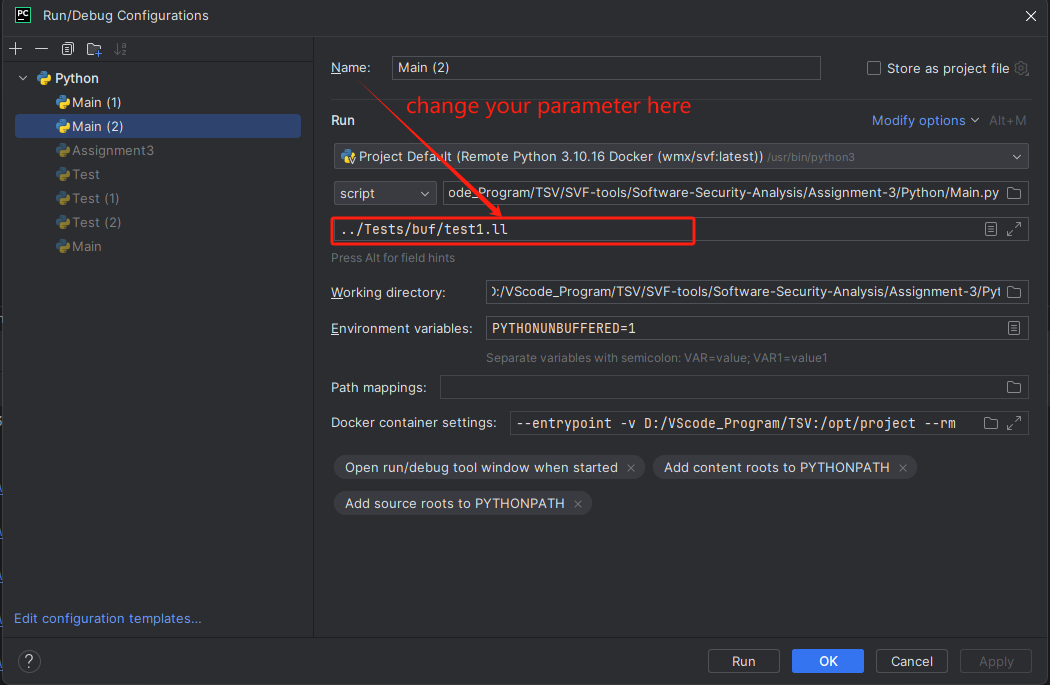 PC Run/Debug Configurations
Python
Main (1)
Main (2)
Assignment3
Test
Test (1)
Test (2)
Main
Edit configuration templates...
Name: Main (2) Store as project file
change your parameter here
Run Modify options Alt+M
Project Default (Remote Python 3.10.16 Docker (wmx/svf:latest)) /usr/bin/python3
script ode_Program/TSV/SVF-tools/Software-Security-Analysis/Assignment-3/Python/Main.py
../Tests/buf/test1.ll
Press Alt for field hints
Working directory: D:/VScode_Program/TSV/SVF-tools/Software-Security-Analysis/Assignment-3/Pyt
Environment variables: PYTHONUNBUFFERED=1
Separate variables with semicolon: VAR=value; VAR1=value1
Path mappings:
Docker container settings: --entrypoint -v D:/VScode_Program/TSV:/opt/project --rm
Open run/debug tool window when started × Add content roots to PYTHONPATH ×
Add source roots to PYTHONPATH ×
? Run OK Cancel Apply